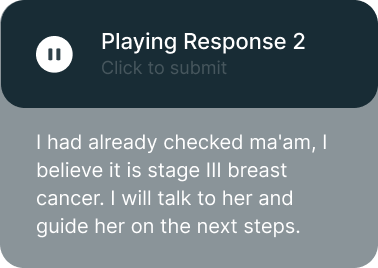 Playing Response 2
Click to submit
I had already checked ma'am, I
believe it is stage III breast
cancer. I will talk to her and
guide her on the next steps.